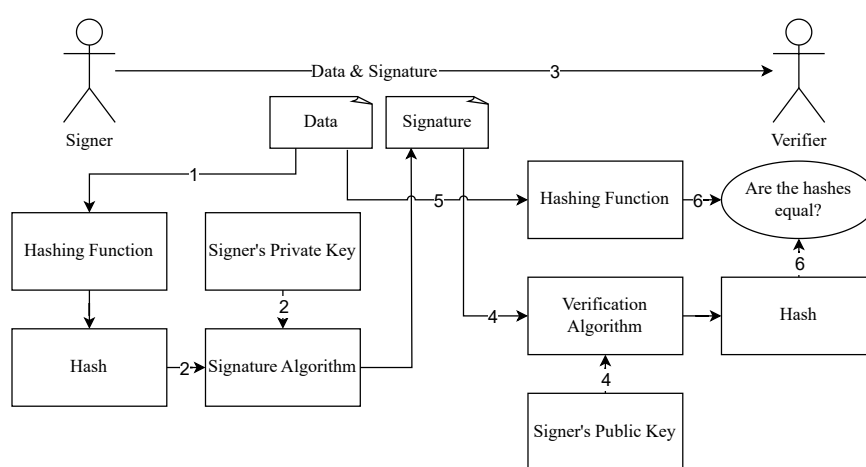 Data & Signature
3
Signer
Verifier
Data
Signature
1
5
Hashing Function
6
Are the hashes
equal?
Hashing Function
Signer's Private Key
6
2
4
Verification
Algorithm
Hash
Hash
2
Signature Algorithm
4
Signer's Public Key